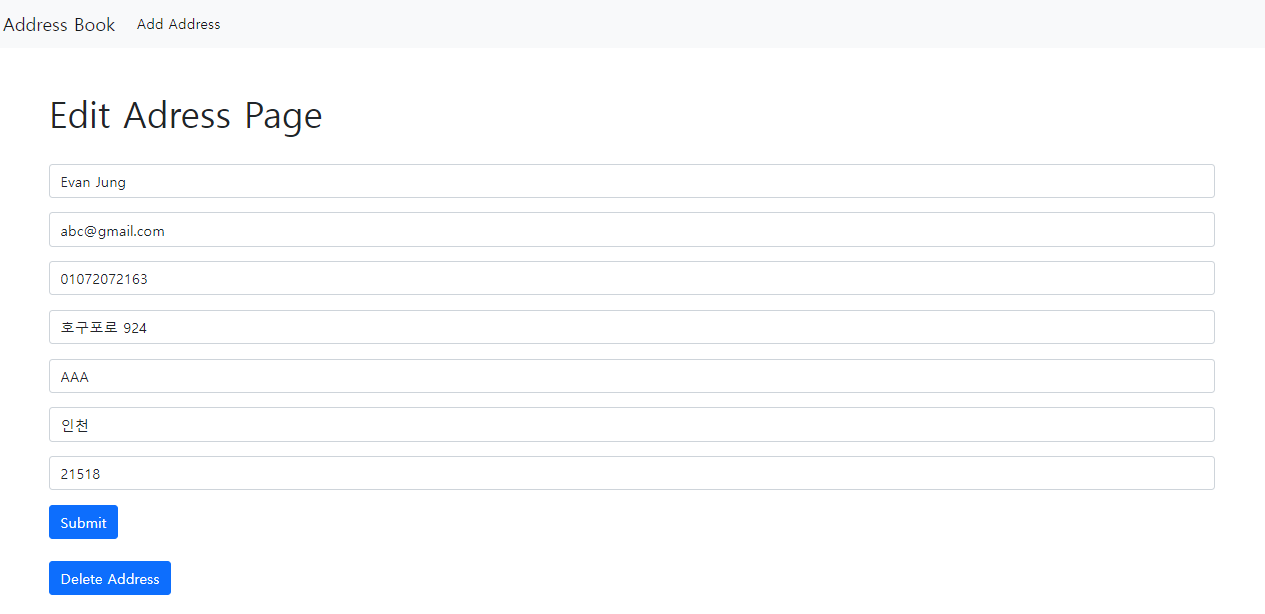 Address Book Add Address
Edit Adress Page
Evan Jung
abc@gmail.com
01072072163
호구포로 924
AAA
인천
21518
Submit
Delete Address